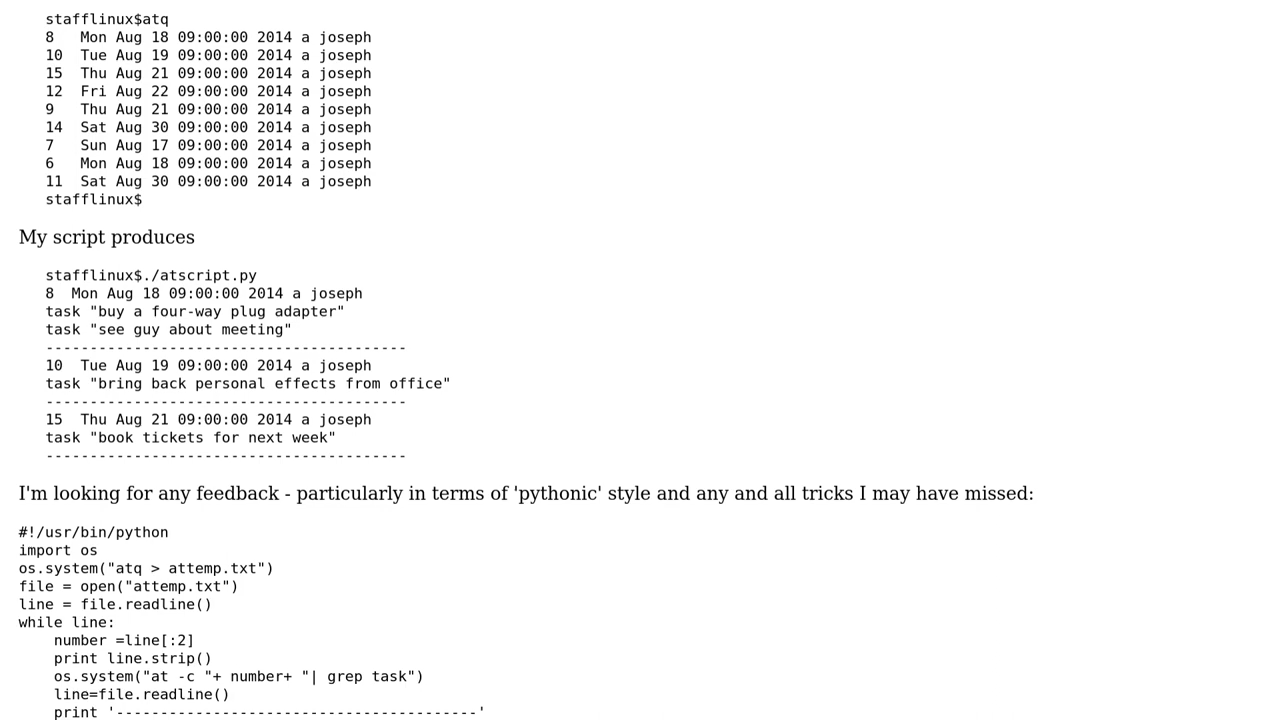 stafflinux$atq
8   Mon Aug 18 09:00:00 2014 a joseph
10  Tue Aug 19 09:00:00 2014 a joseph
15  Thu Aug 21 09:00:00 2014 a joseph
12  Fri Aug 22 09:00:00 2014 a joseph
9   Thu Aug 21 09:00:00 2014 a joseph
14  Sat Aug 30 09:00:00 2014 a joseph
7   Sun Aug 17 09:00:00 2014 a joseph
6   Mon Aug 18 09:00:00 2014 a joseph
11  Sat Aug 30 09:00:00 2014 a joseph
stafflinux$
My script produces
stafflinux$./atscript.py
8  Mon Aug 18 09:00:00 2014 a joseph
task "buy a four-way plug adapter"
task "see guy about meeting"
-----------------------------------------
10  Tue Aug 19 09:00:00 2014 a joseph
task "bring back personal effects from office"
-----------------------------------------
15  Thu Aug 21 09:00:00 2014 a joseph
task "book tickets for next week"
-----------------------------------------
I'm looking for any feedback - particularly in terms of 'pythonic' style and any and all tricks I may have missed:
#!/usr/bin/python
import os
os.system("atq > attemp.txt")
file = open("attemp.txt")
line = file.readline()
while line:
    number =line[:2]
    print line.strip()
    os.system("at -c "+ number+ "| grep task")
    line=file.readline()
    print '-----------------------------------------'